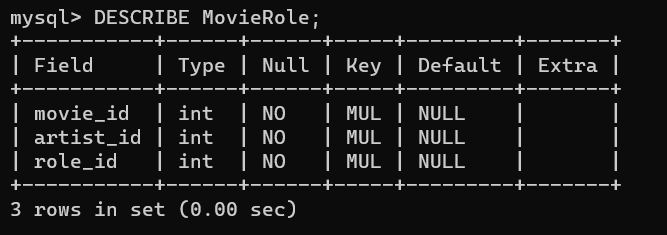 mysql> DESCRIBE MovieRole;
+-----------+------+------+-----+---------+-------+
| Field     | Type | Null | Key | Default | Extra |
+-----------+------+------+-----+---------+-------+
| movie_id  | int  | NO   | MUL | NULL    |       |
| artist_id | int  | NO   | MUL | NULL    |       |
| role_id   | int  | NO   | MUL | NULL    |       |
+-----------+------+------+-----+---------+-------+
3 rows in set (0.00 sec)